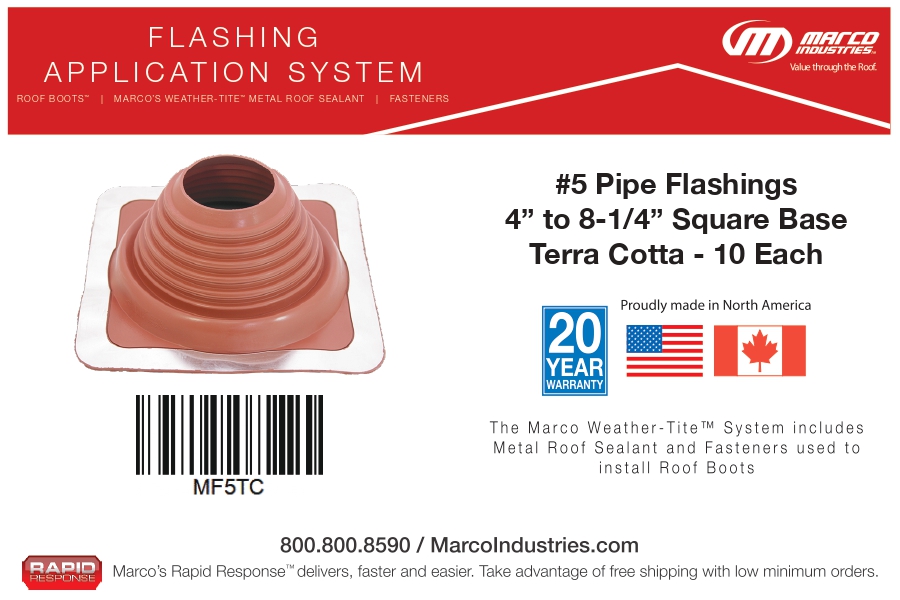 FLASHING
APPLICATION SYSTEM
ROOF BOOTS™ | MARCO'S WEATHER-TITE™ METAL ROOF SEALANT | FASTENERS
MARCO
INDUSTRIES™
Value through the Roof.
#5 Pipe Flashings
4” to 8-1/4” Square Base
Terra Cotta - 10 Each
Proudly made in North America
20
YEAR
WARRANTY
The Marco Weather-Tite™ System includes
Metal Roof Sealant and Fasteners used to
install Roof Boots
MF5TC
800.800.8590 / MarcoIndustries.com
RAPID
RESPONSE
Marco’s Rapid Response™ delivers, faster and easier. Take advantage of free shipping with low minimum orders.